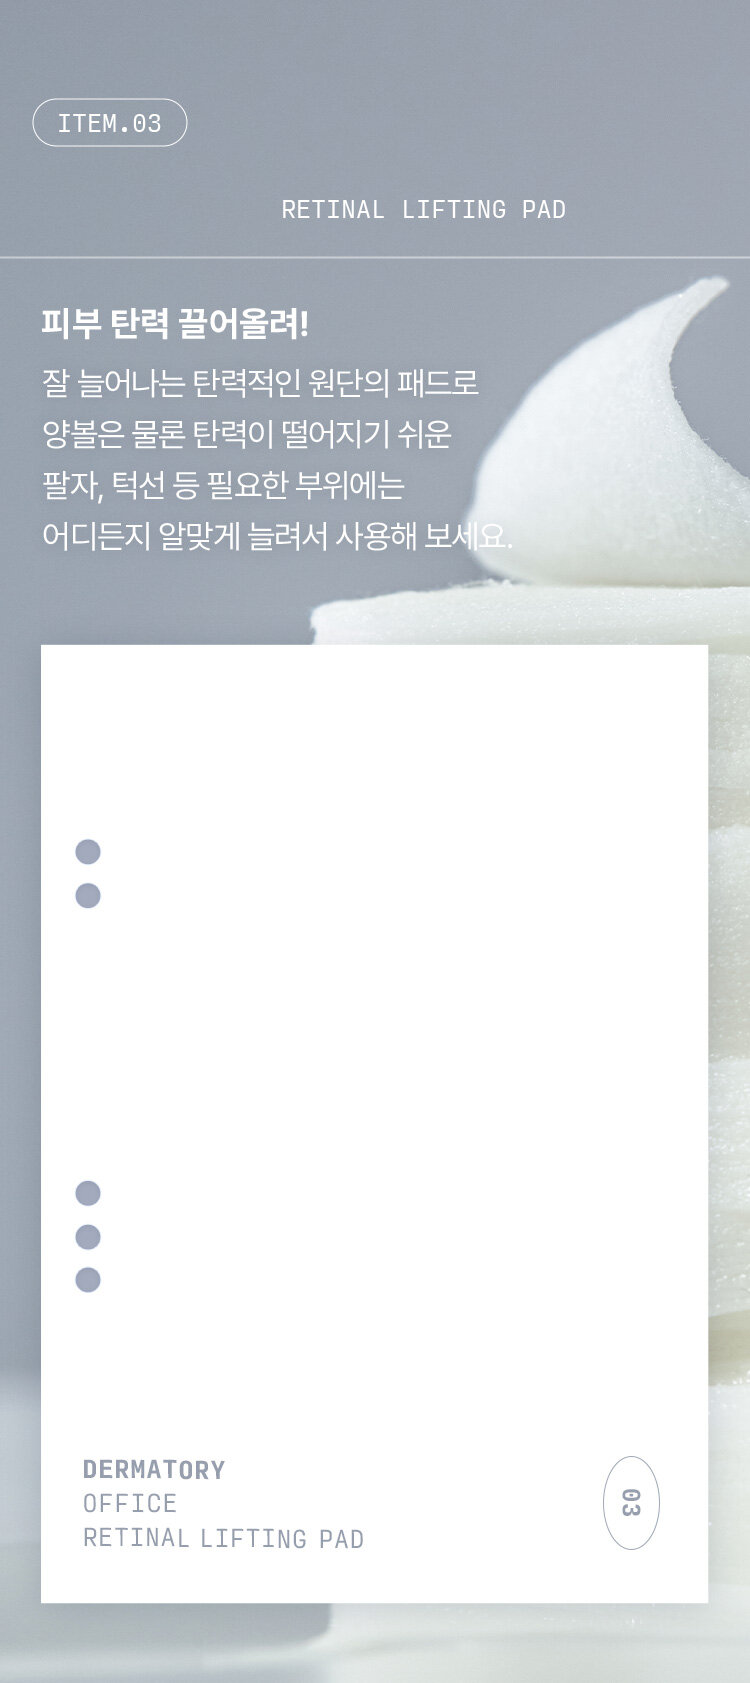 ITEM.03
RETINAL LIFTING PAD
피부 탄력 끌어올려!
잘 늘어나는 탄력적인 원단의 패드로
양볼은 물론 탄력이 떨어지기 쉬운
팔자, 턱선 등 필요한 부위에는
어디든지 알맞게 늘려서 사용해 보세요.
DERMATORY
OFFICE
RETINAL LIFTING PAD
03